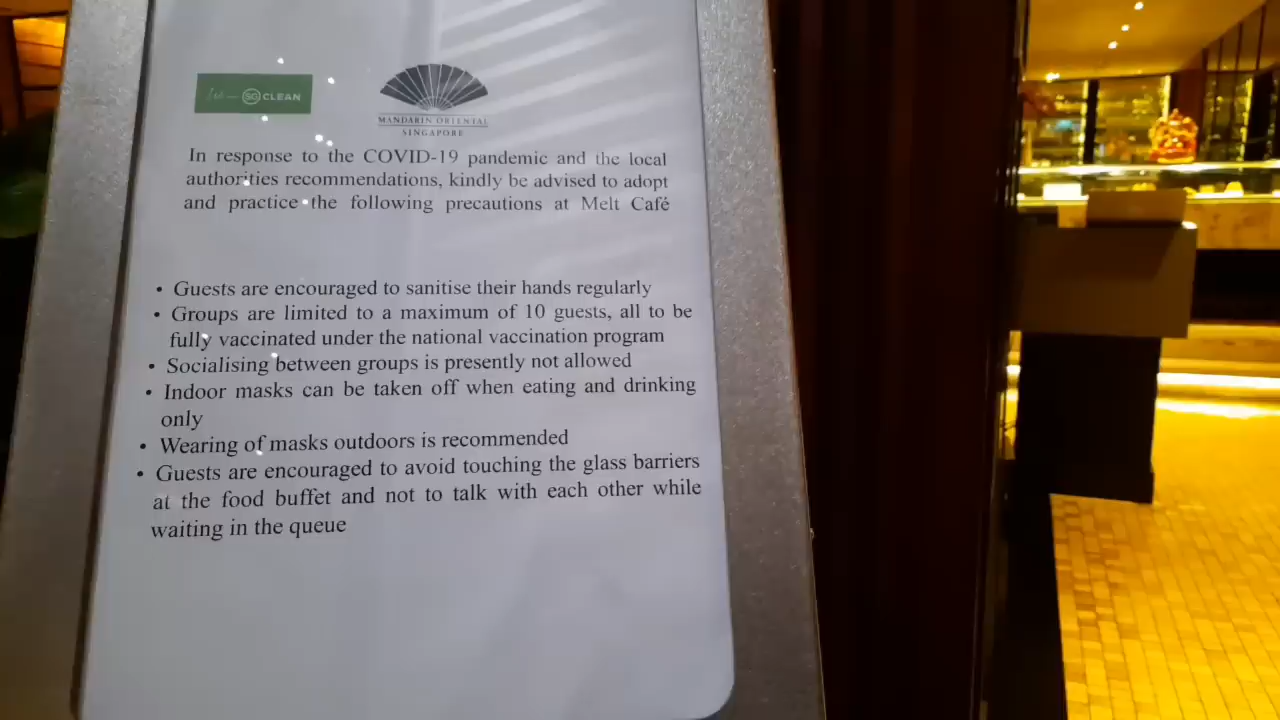 SG CLEAN
MANDARIN ORIENTAL
SINGAPORE
In response to the COVID-19 pandemic and the local
authorities recommendations, kindly be advised to adopt
and practice the following precautions at Melt Café
• Guests are encouraged to sanitise their hands regularly
• Groups are limited to a maximum of 10 guests, all to be
fully vaccinated under the national vaccination program
• Socialising between groups is presently not allowed
• Indoor masks can be taken off when eating and drinking
only
• Wearing of masks outdoors is recommended
• Guests are encouraged to avoid touching the glass barriers
at the food buffet and not to talk with each other while
waiting in the queue